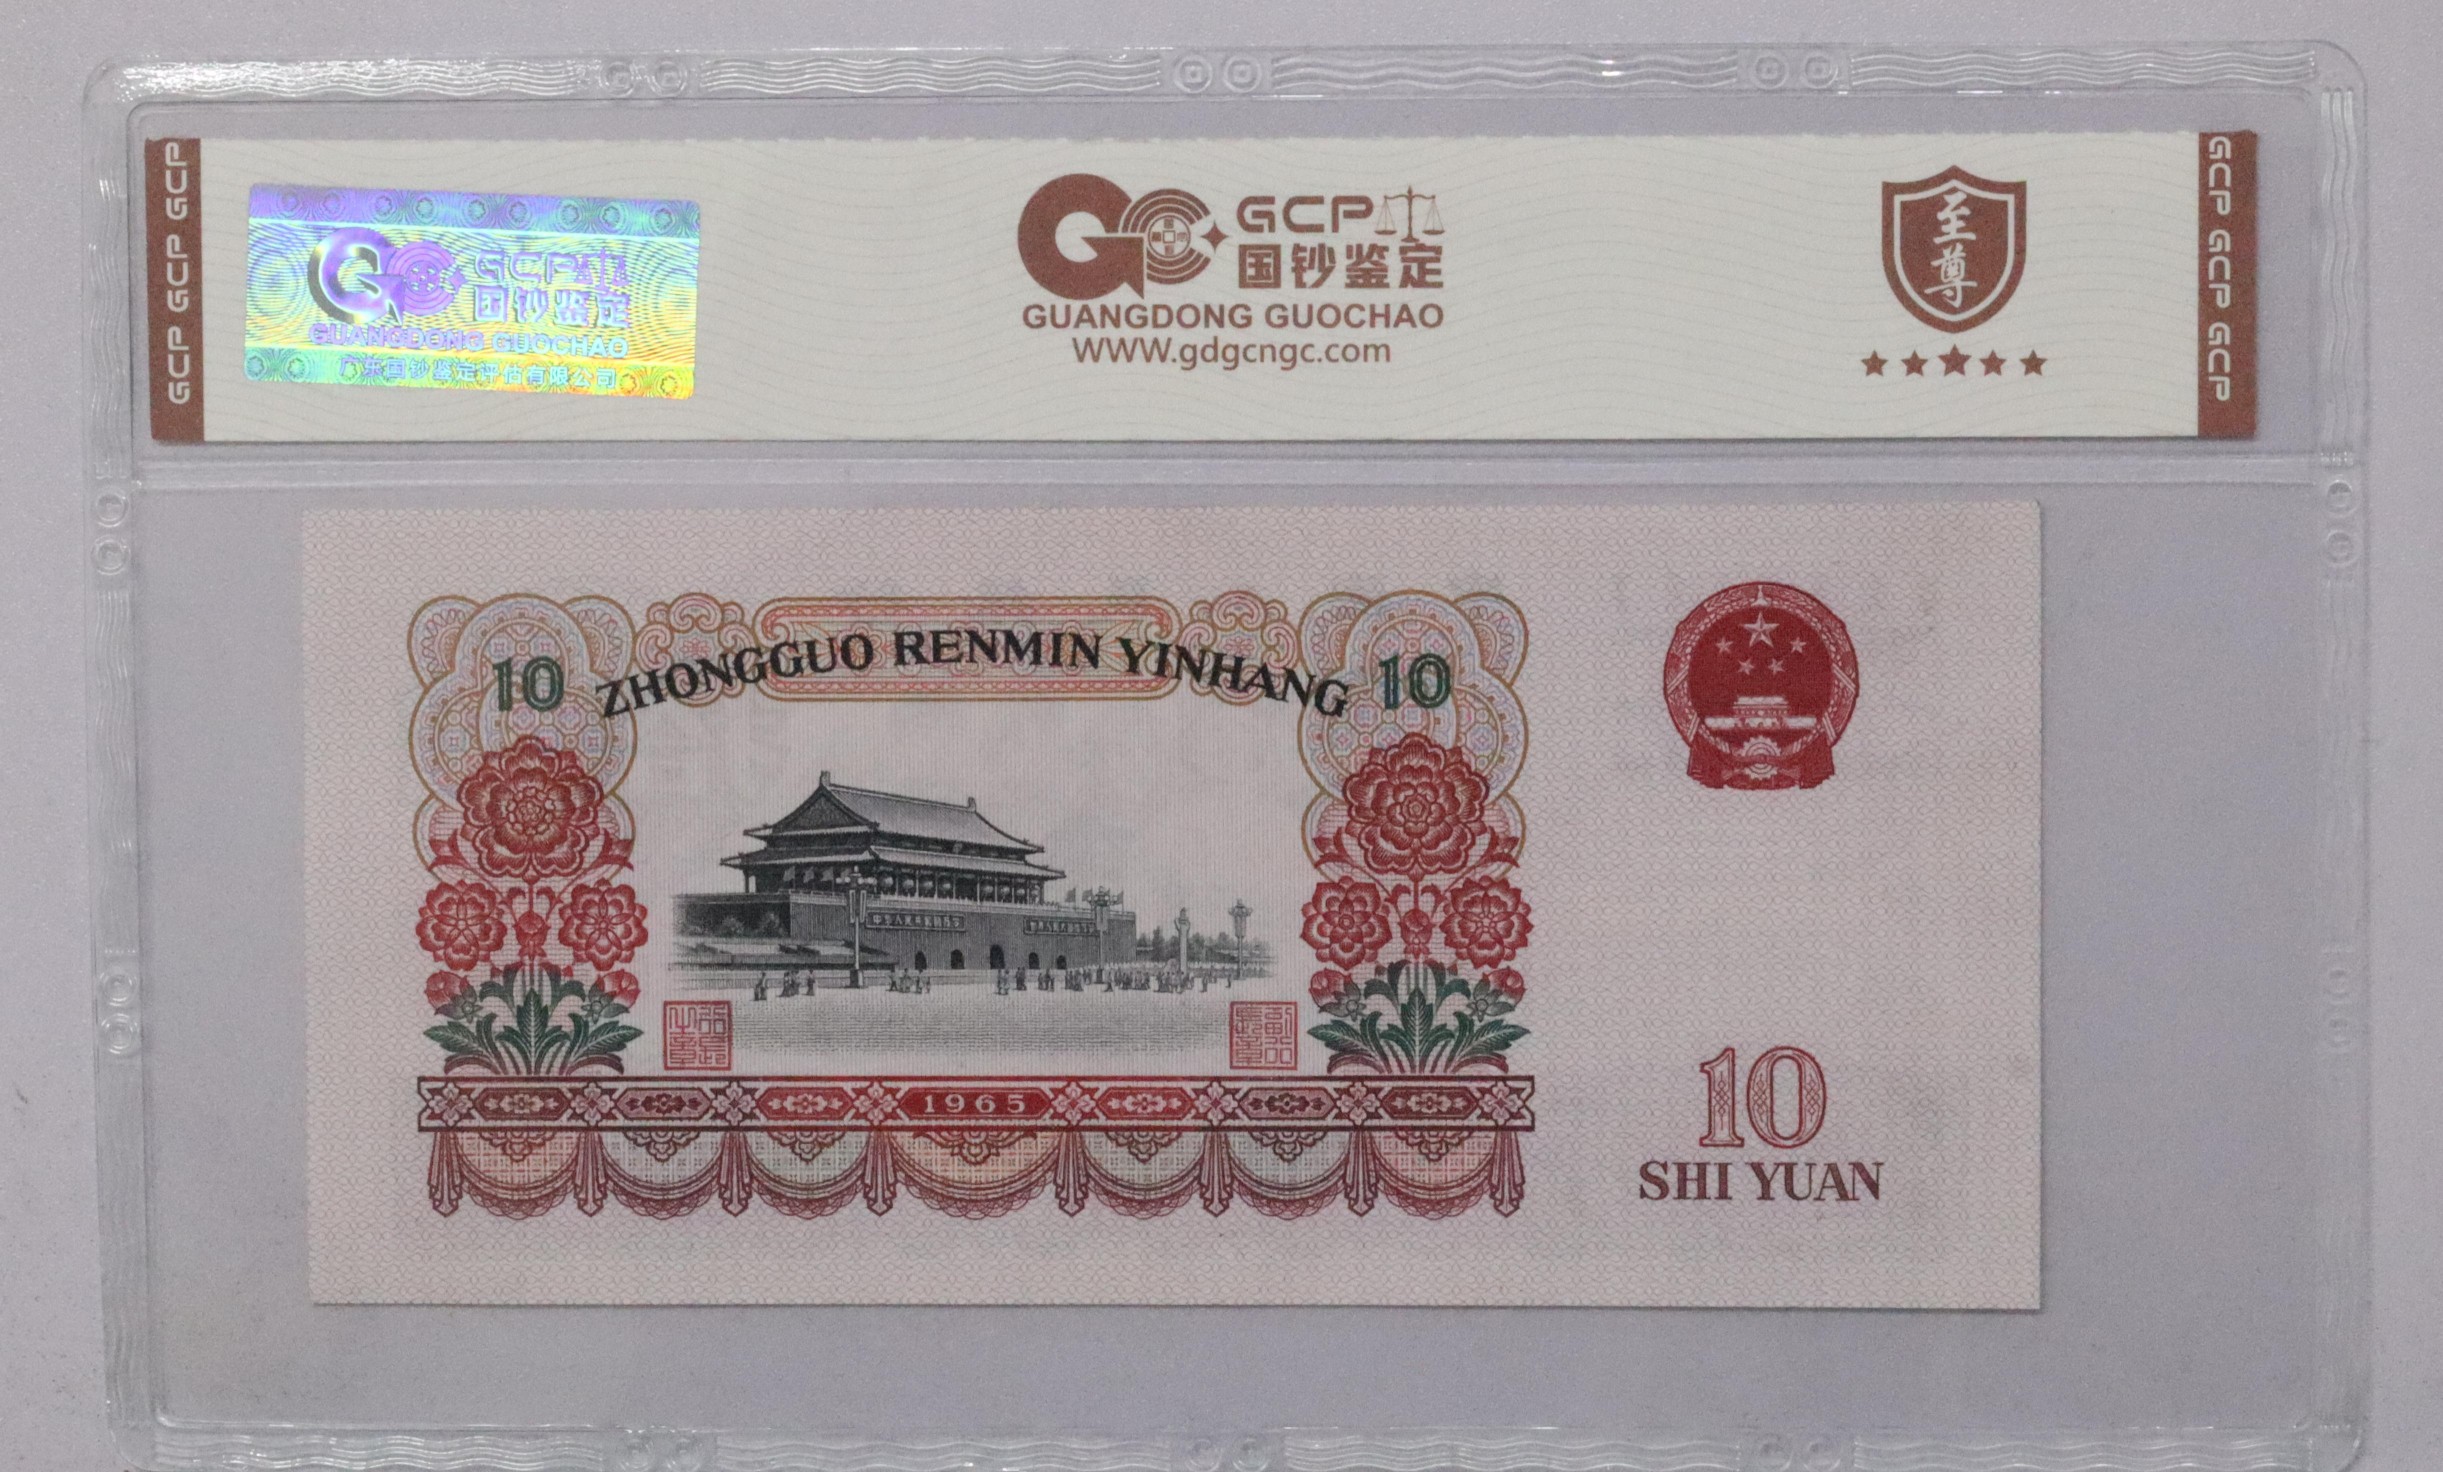 GCP GCP GCP
GCP
国钞鉴定
GUANGDONG GUOCHAO
广东国钞鉴定评估有限公司
GCP
国钞鉴定
GUANGDONG GUOCHAO
WWW.gdgcngc.com
至尊
GCP GCP GCP
10 ZHONGGUO RENMIN YINHANG 10
1965
10
SHI YUAN